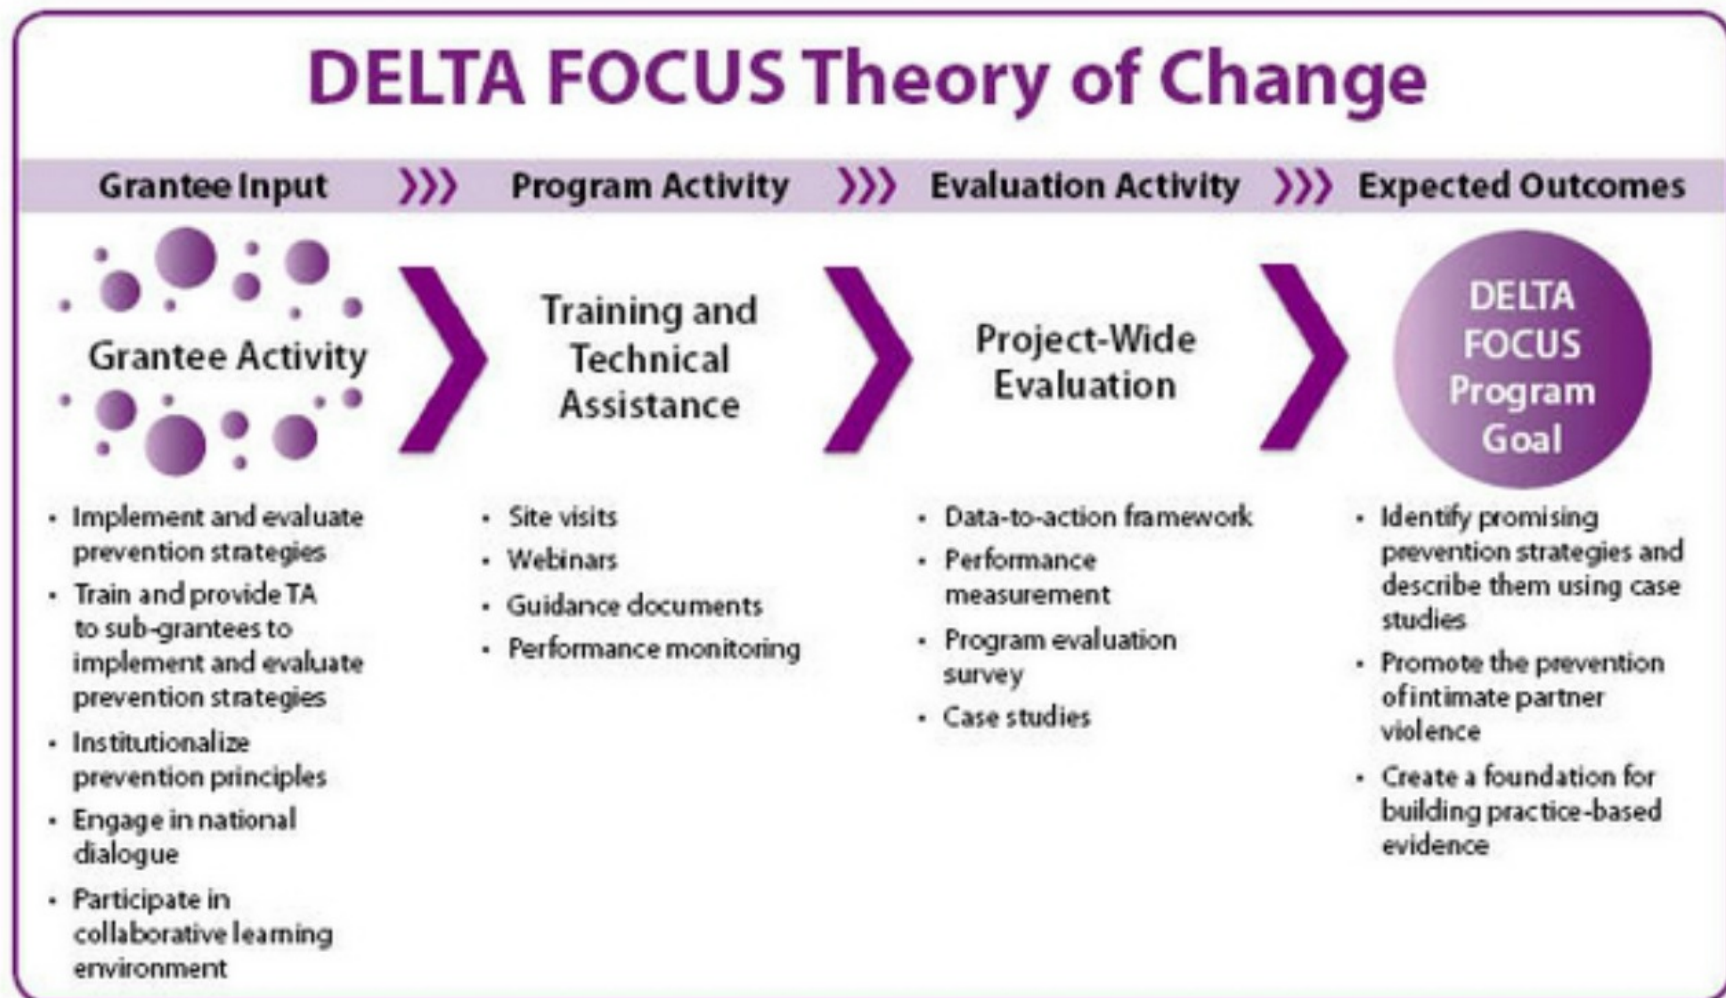 DELTA FOCUS Theory of Change
Grantee Input
Program Activity
Evaluation Activity
Expected Outcomes
Grantee Activity
Training and
Technical
Assistance
Project-Wide
Evaluation
DELTA
FOCUS
Program
Goal
• Implement and evaluate
prevention strategies
• Train and provide TA
to sub-grantees to
implement and evaluate
prevention strategies
• Institutionalize
prevention principles
• Engage in national
dialogue
• Participate in
collaborative learning
environment
• Site visits
• Webinars
• Guidance documents
• Performance monitoring
• Data-to-action framework
• Performance
measurement
• Program evaluation
survey
• Case studies
• Identify promising
prevention strategies and
describe them using case
studies
• Promote the prevention
of intimate partner
violence
• Create a foundation for
building practice-based
evidence